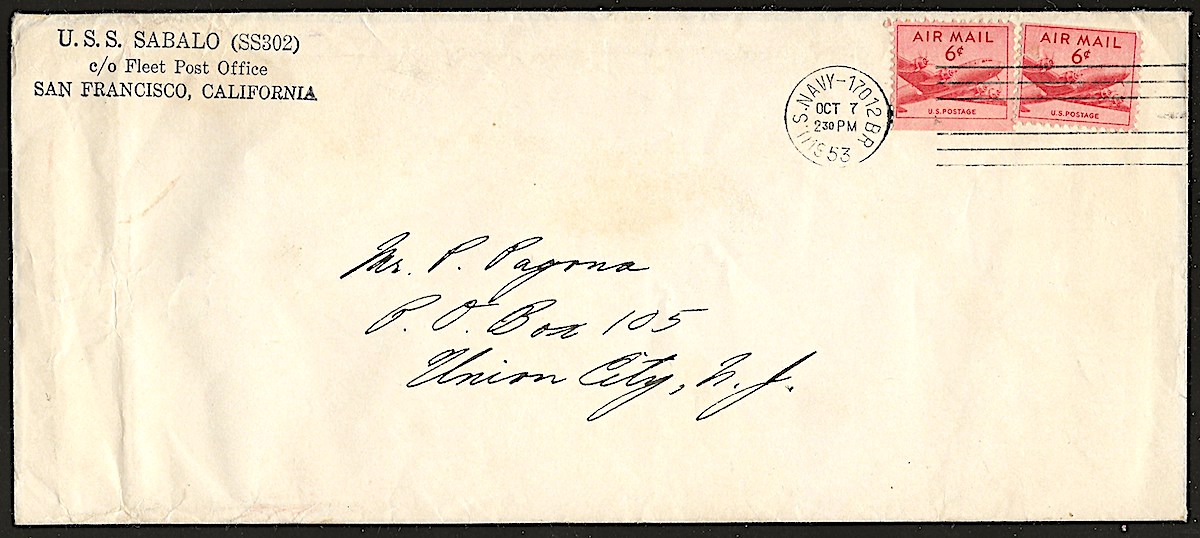 U. S. S. SABALO (SS302)
c/o Fleet Post Office
SAN FRANCISCO, CALIFORNIA
AIR MAIL
6¢
U.S. POSTAGE
AIR MAIL
6¢
U.S. POSTAGE
U.S. NAVY-17012 BR.
OCT 7
2 30 PM
1953
Mr. P. Pagona
P. O. Box 105
Union City, N. J.